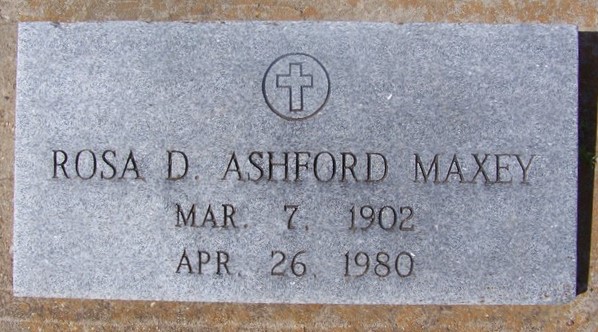 ROSA D. ASHFORD MAXEY
MAR. 7, 1902
APR. 26, 1980